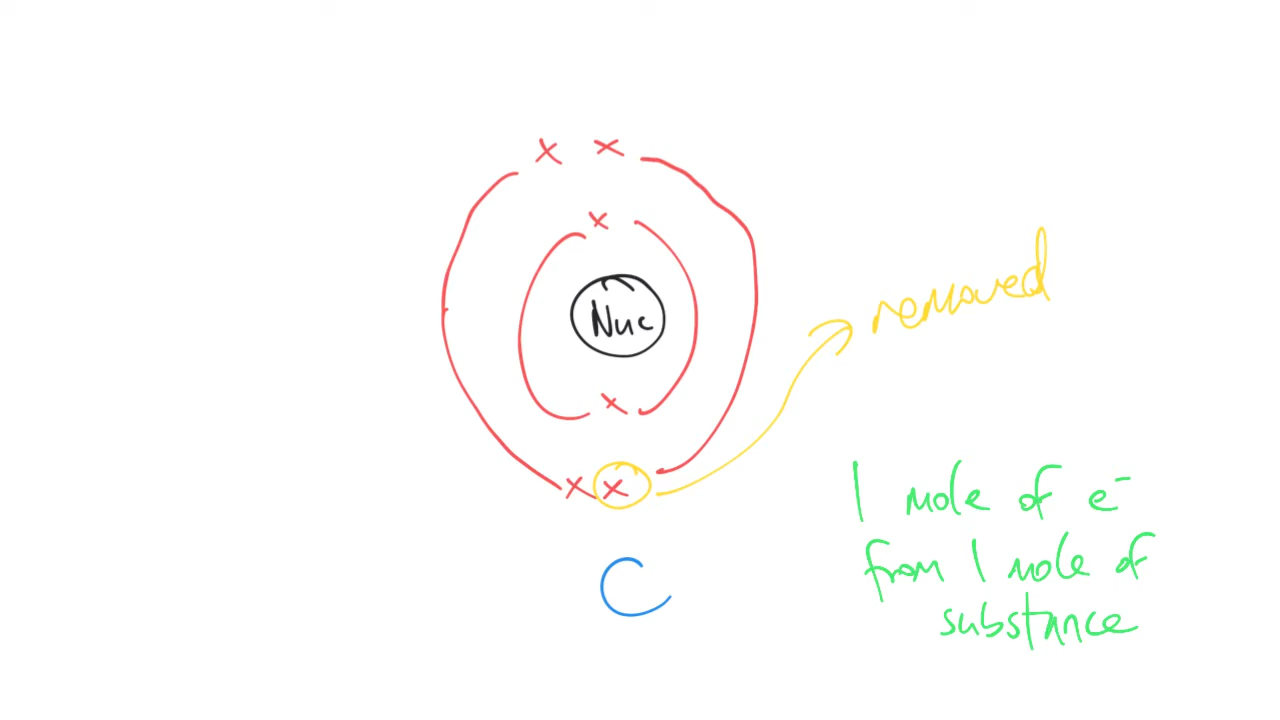 x x
x
Nuc
removed
x
x x
1 mole of e⁻
from 1 mole of
substance
C